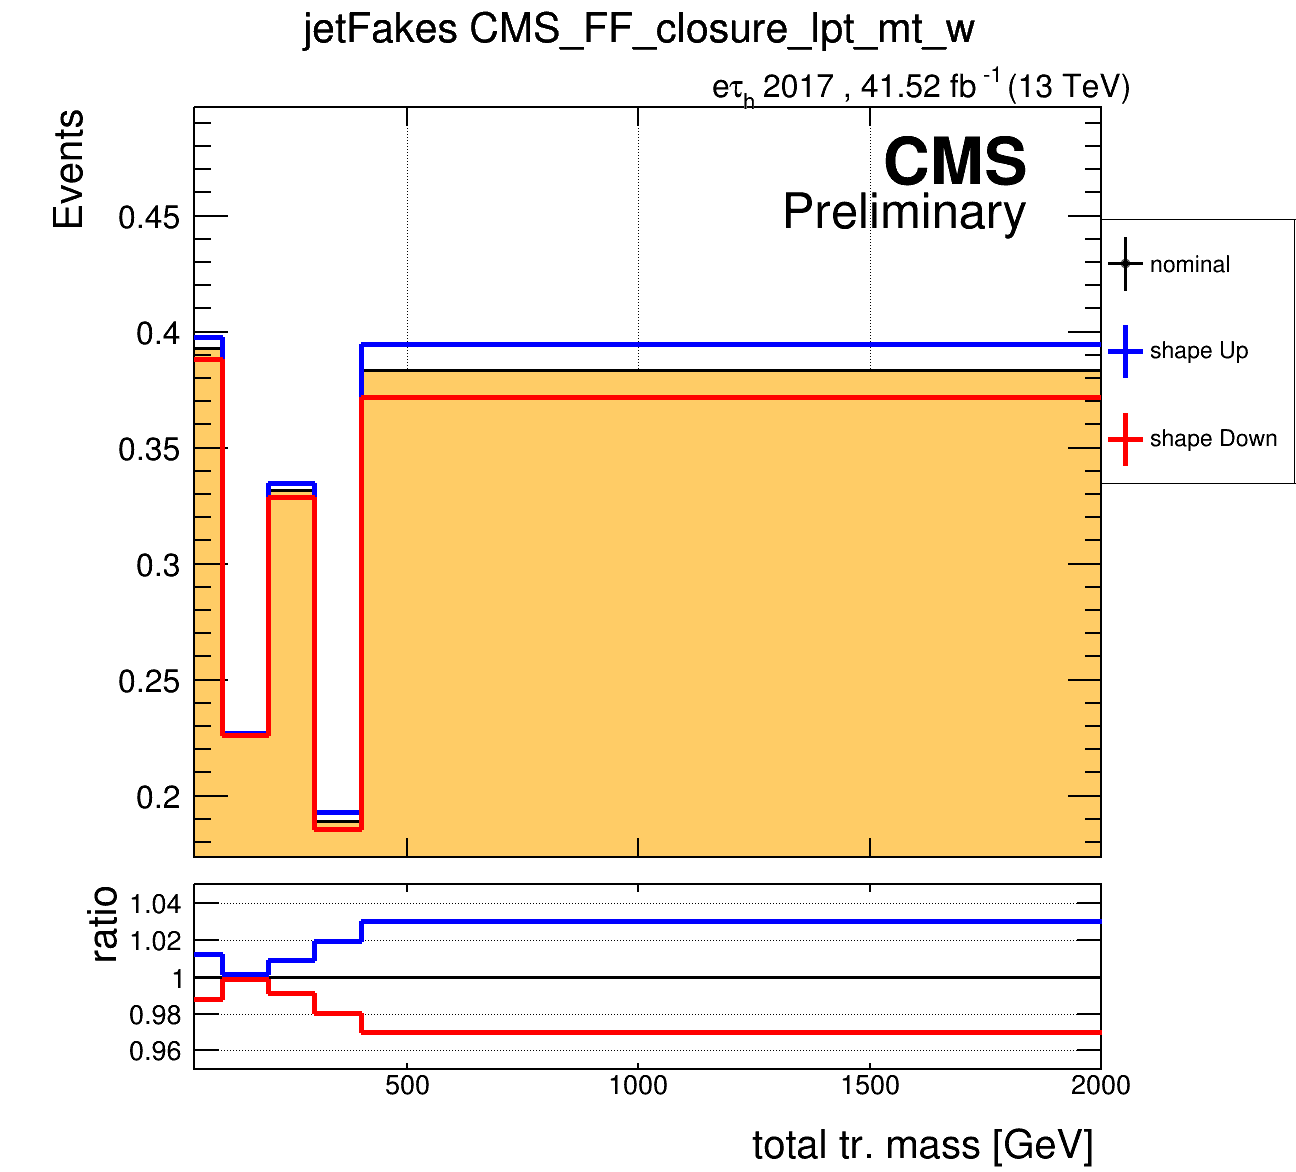 jetFakes CMS_FF_closure_lpt_mt_w
eτh 2017 , 41.52 fb-1 (13 TeV)
Events
CMS
Preliminary
0.45
0.4
0.35
0.3
0.25
0.2
nominal
shape Up
shape Down
ratio
1.04
1.02
1
0.98
0.96
500 1000 1500 2000
total tr. mass [GeV]